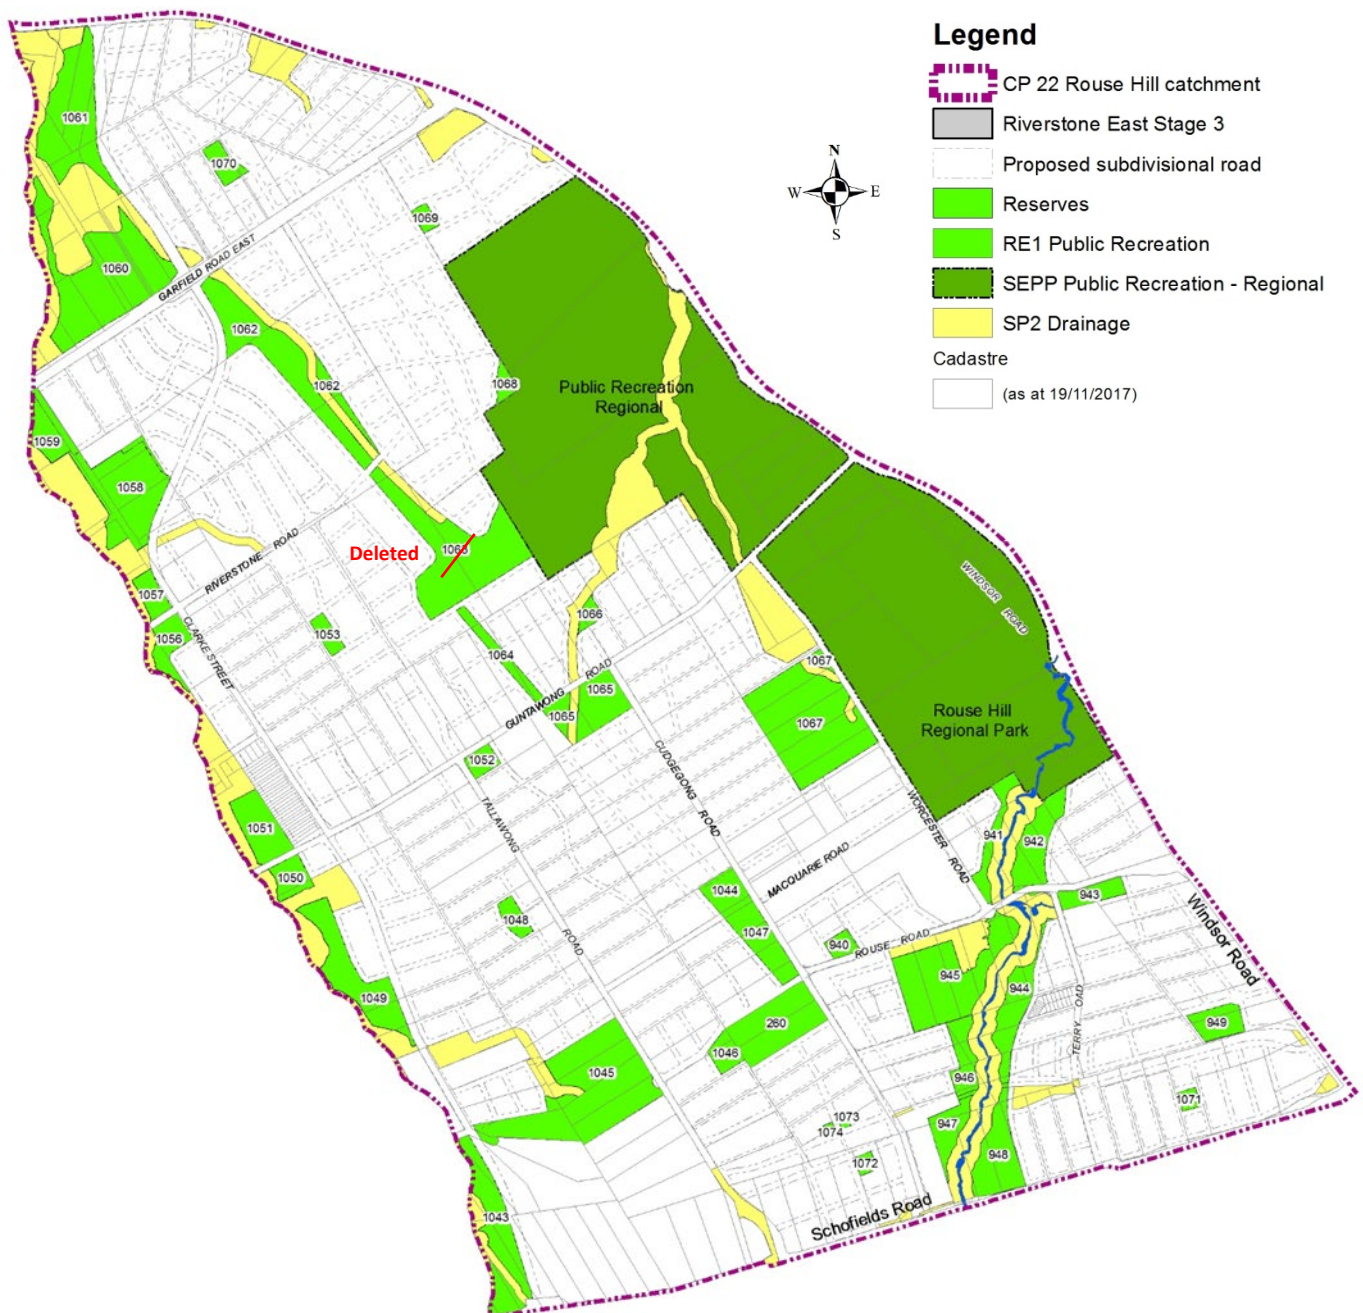 Legend
CP 22 Rouse Hill catchment
Riverstone East Stage 3
Proposed subdivisional road
Reserves
RE1 Public Recreation
SEPP Public Recreation - Regional
SP2 Drainage
Cadastre
(as at 19/11/2017)
N
W
E
S
1061
1070
1069
1060
GARFIELD ROAD EAST
1062
1062
1068
Public Recreation
Regional
1059
1058
Deleted
RIVERSTONE ROAD
1057
1056
CLARKE STREET
1053
1066
1064
WINDSOR ROAD
1065
1065
GUNTAWONG ROAD
1067
1067
Rouse Hill
Regional Park
1052
CUDGEGONG ROAD
TALLAWONG ROAD
1051
1050
WORCESTER ROAD
941
942
MACQUARIE ROAD
1044
943
1048
1047
940
ROUSE ROAD
Windsor Road
945
944
1049
TERRY OAD
260
949
1046
1045
946
1071
1073
1074
947
1072
948
1043
Schofields Road